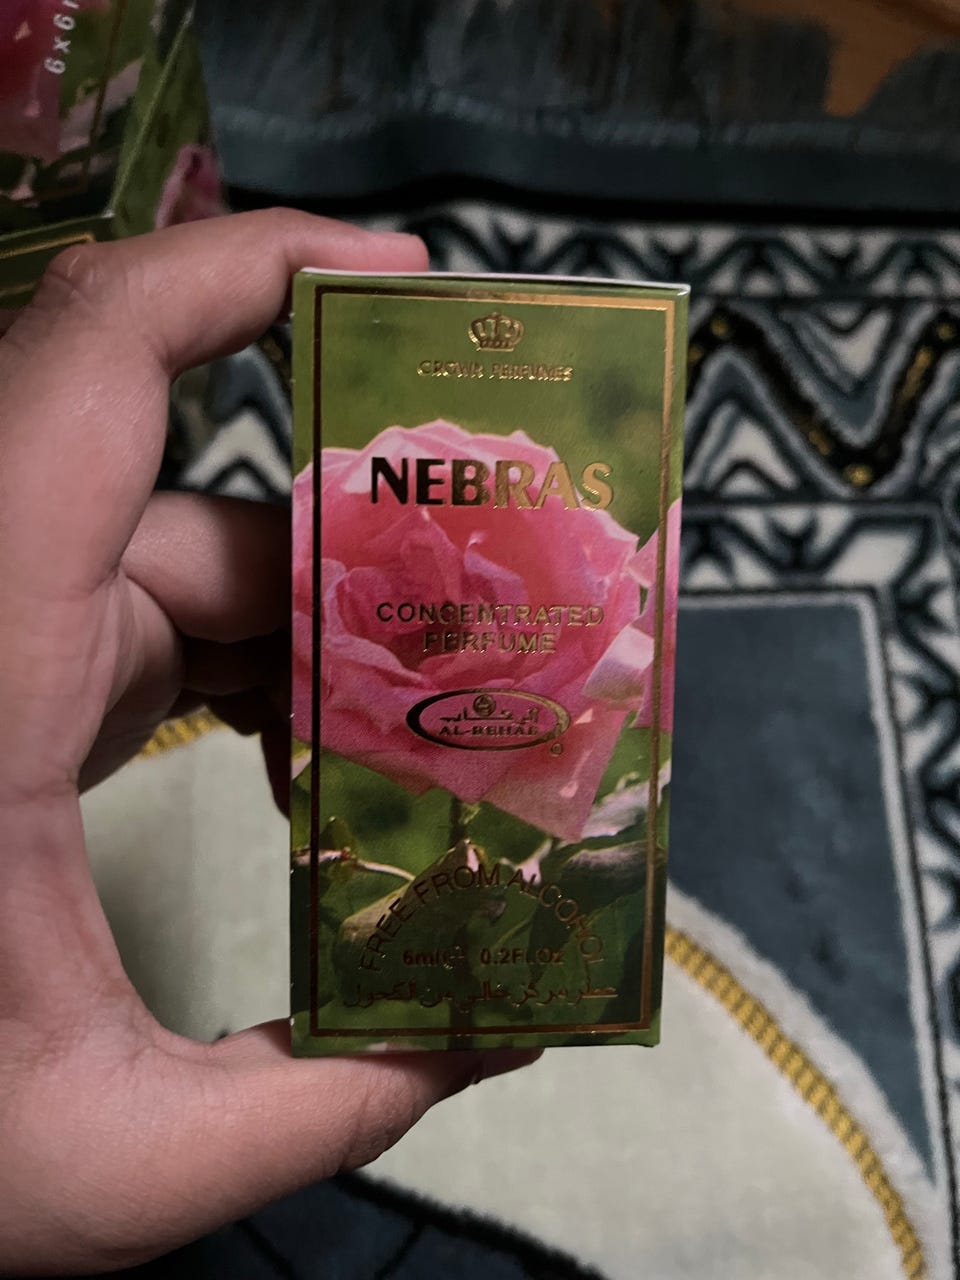 CROWN PERFUMES
NEBRAS
CONCENTRATED
PERFUME
الرحاب
AL-REHAB
FREE FROM ALCOHOL
6ml 0.2Fl.Oz
عطر مركز خالي من الكحول